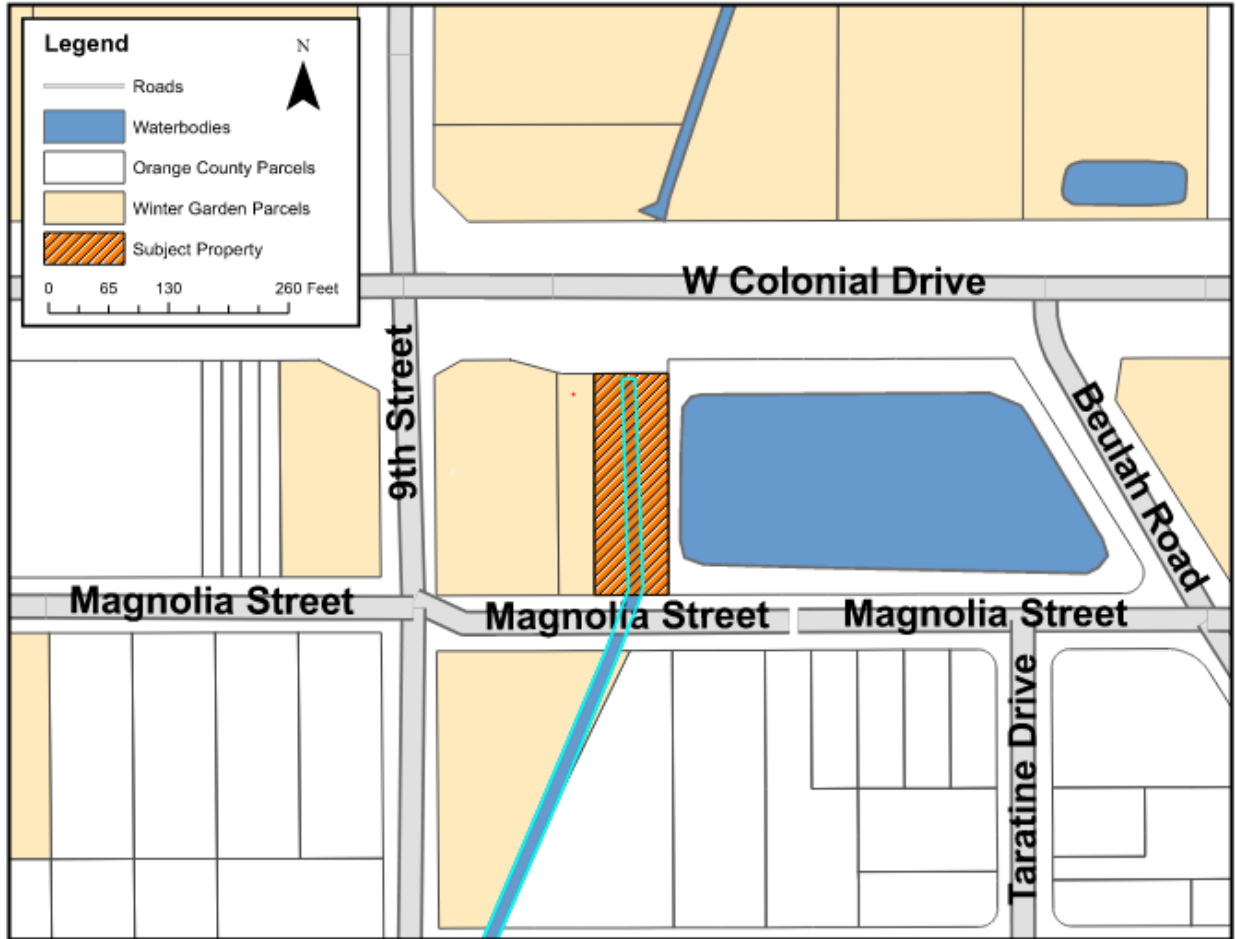 Legend
N
Roads
Waterbodies
Orange County Parcels
Winter Garden Parcels
Subject Property
0 65 130 260 Feet
W Colonial Drive
9th Street
Beulah Road
Magnolia Street
Magnolia Street
Magnolia Street
Taratine Drive